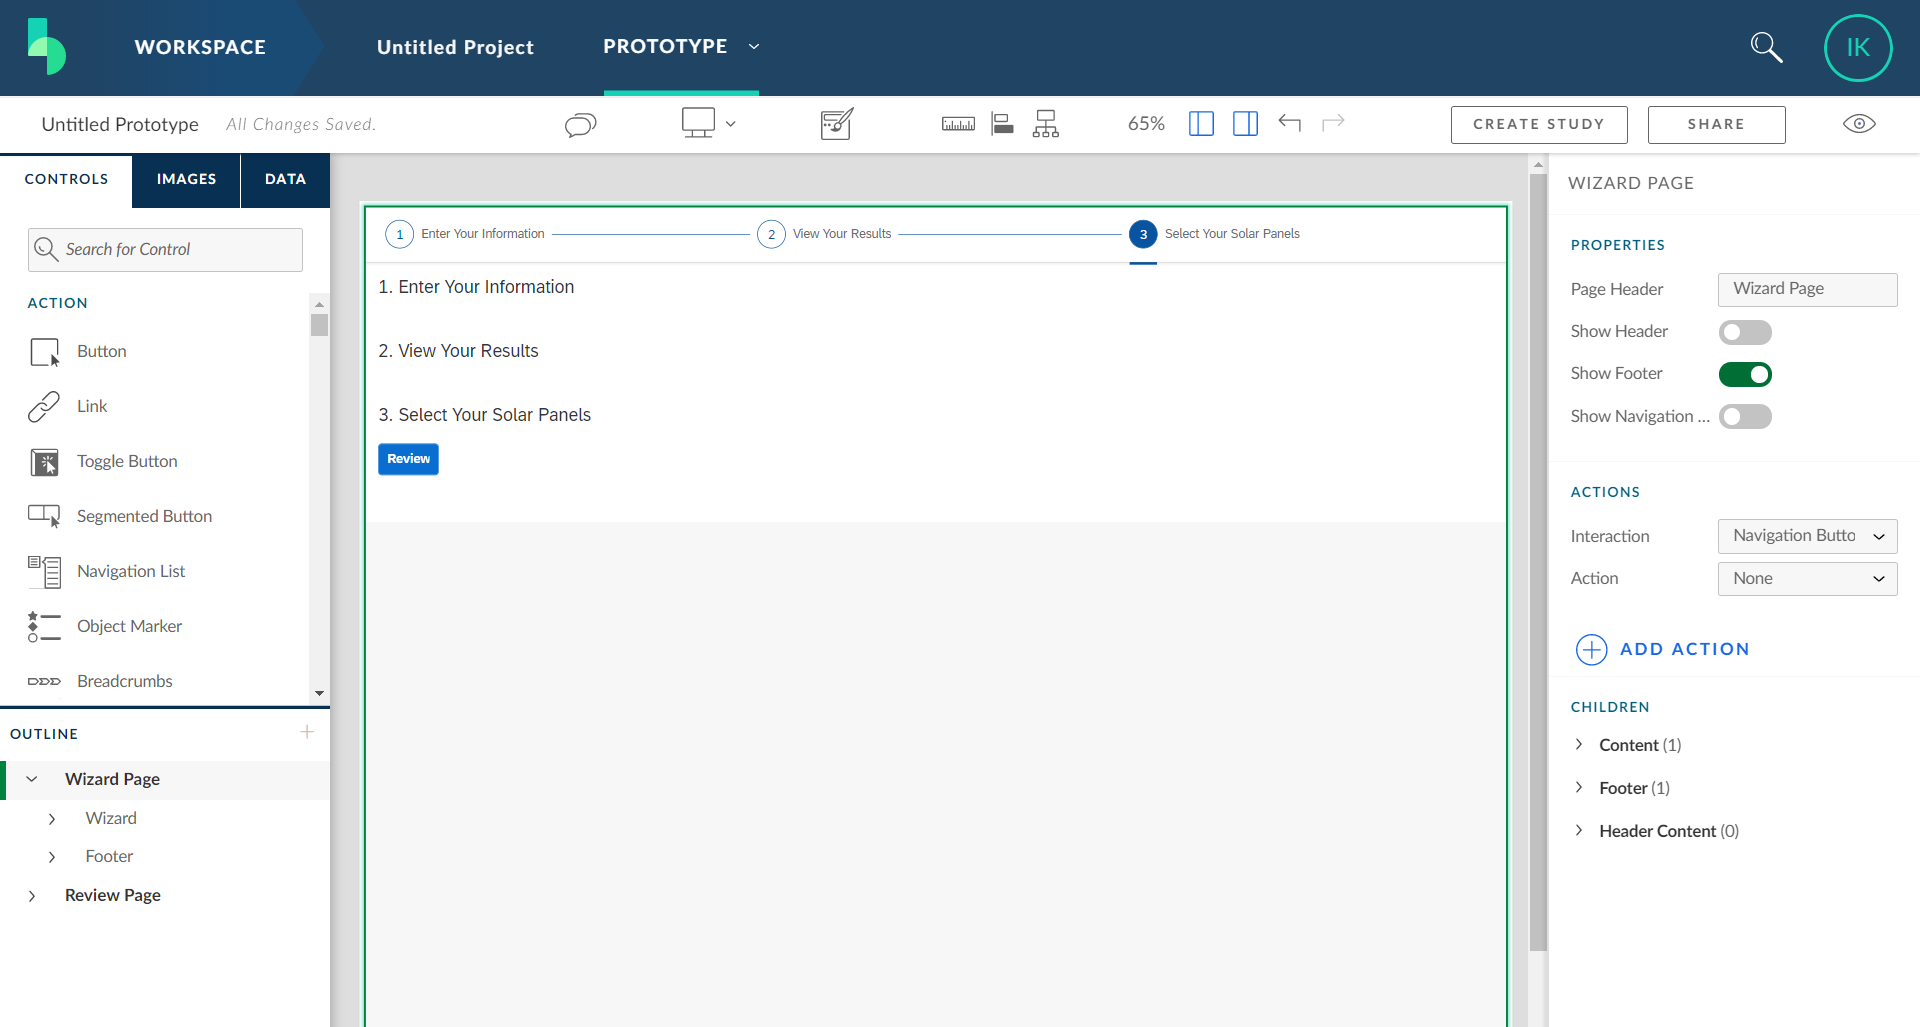 WORKSPACE
Untitled Project
PROTOTYPE
IK
Untitled Prototype
All Changes Saved.
65%
CREATE STUDY
SHARE
CONTROLS
IMAGES
DATA
Search for Control
ACTION
Button
Link
Toggle Button
Segmented Button
Navigation List
Object Marker
Breadcrumbs
OUTLINE
Wizard Page
Wizard
Footer
Review Page
1 Enter Your Information
2 View Your Results
3 Select Your Solar Panels
1. Enter Your Information
2. View Your Results
3. Select Your Solar Panels
Review
WIZARD PAGE
PROPERTIES
Page Header
Wizard Page
Show Header
Show Footer
Show Navigation ...
ACTIONS
Interaction
Navigation Butto
Action
None
ADD ACTION
CHILDREN
Content (1)
Footer (1)
Header Content (0)